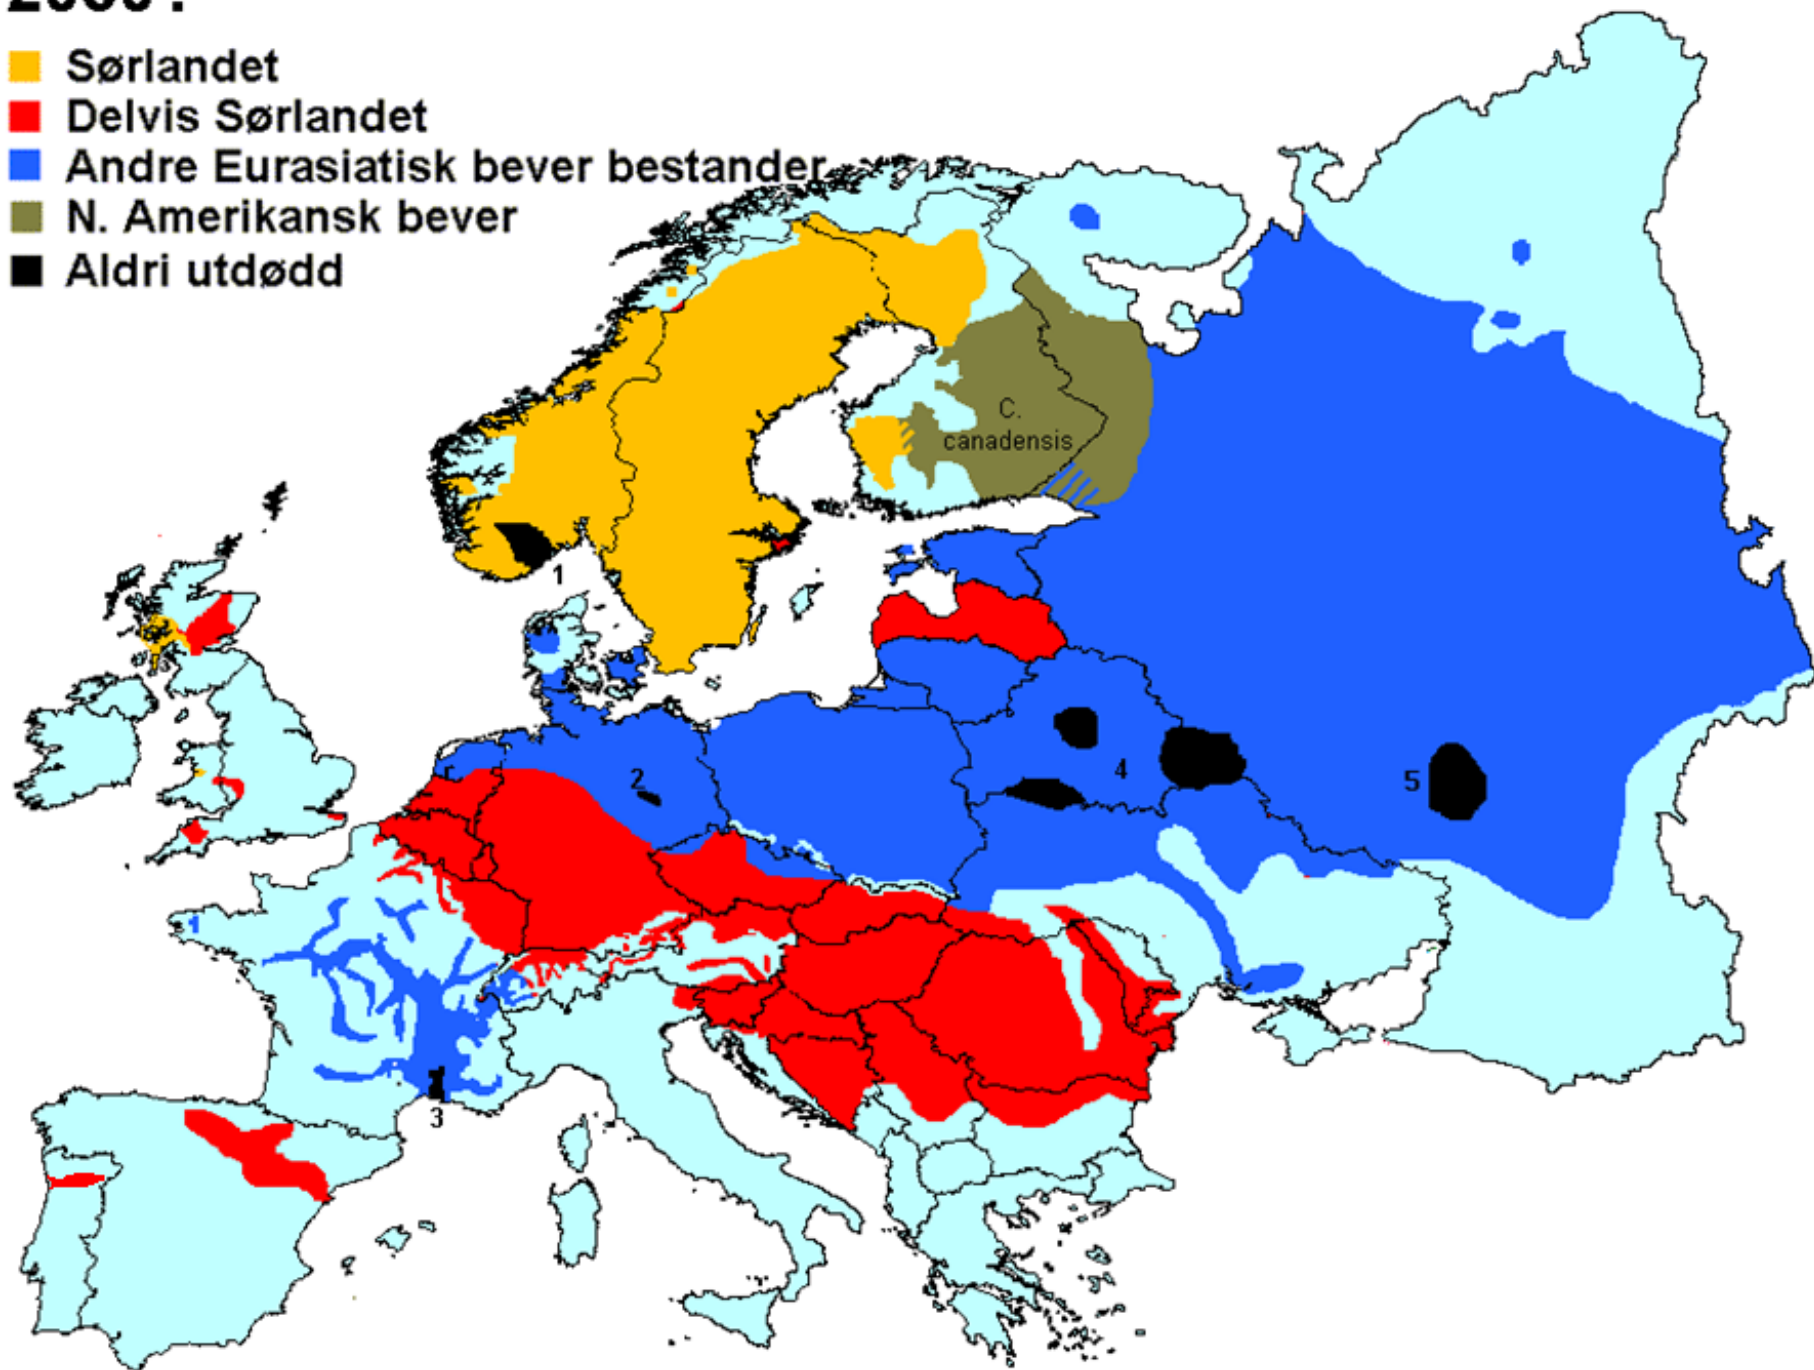 Sørlandet
Delvis Sørlandet
Andre Eurasiatisk bever bestander
N. Amerikansk bever
Aldri utdødd
C.
canadensis
1
2
4
5
3